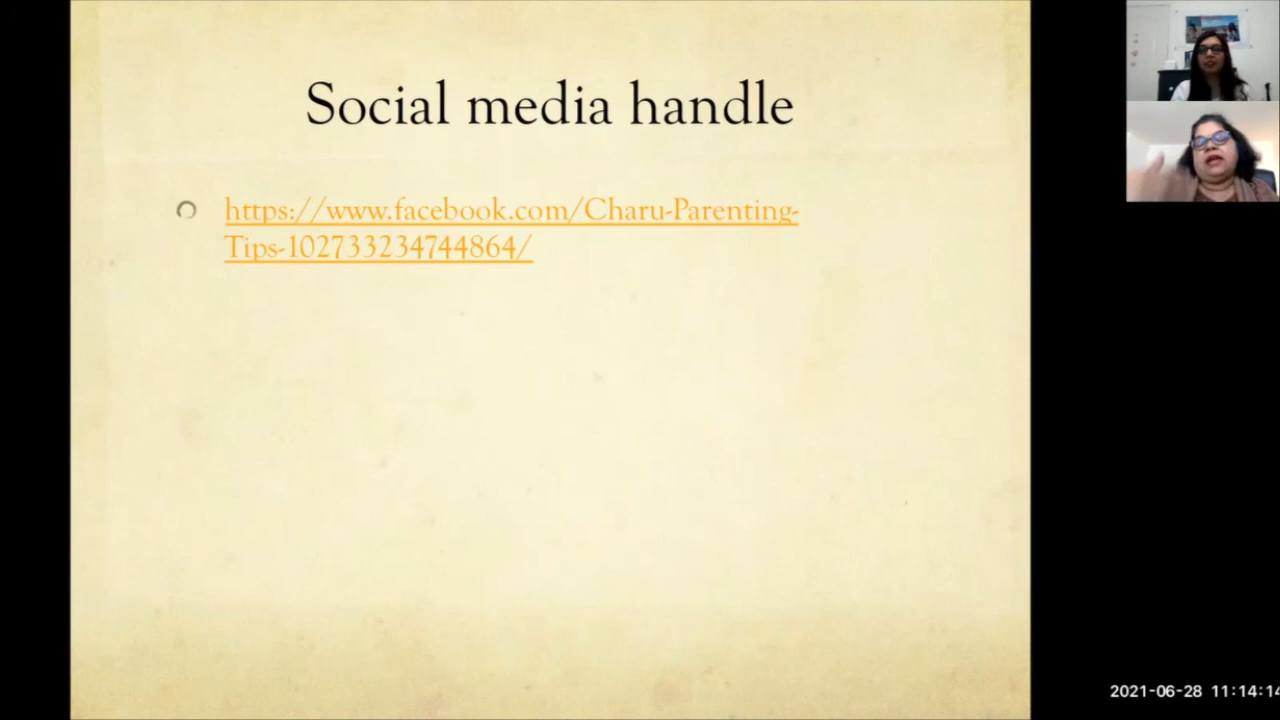 Social media handle
https://www.facebook.com/Charu-Parenting-
Tips-102733234744864/
2021-06-28 11:14:14